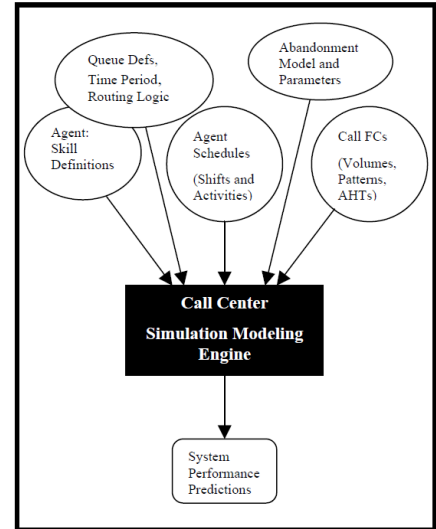 Queue Defs,
Time Period,
Routing Logic
Abandonment
Model and
Parameters
Agent:
Skill
Definitions
Agent
Schedules
(Shifts and
Activities)
Call FCs
(Volumes,
Patterns,
AHTs)
Call Center
Simulation Modeling
Engine
System
Performance
Predictions